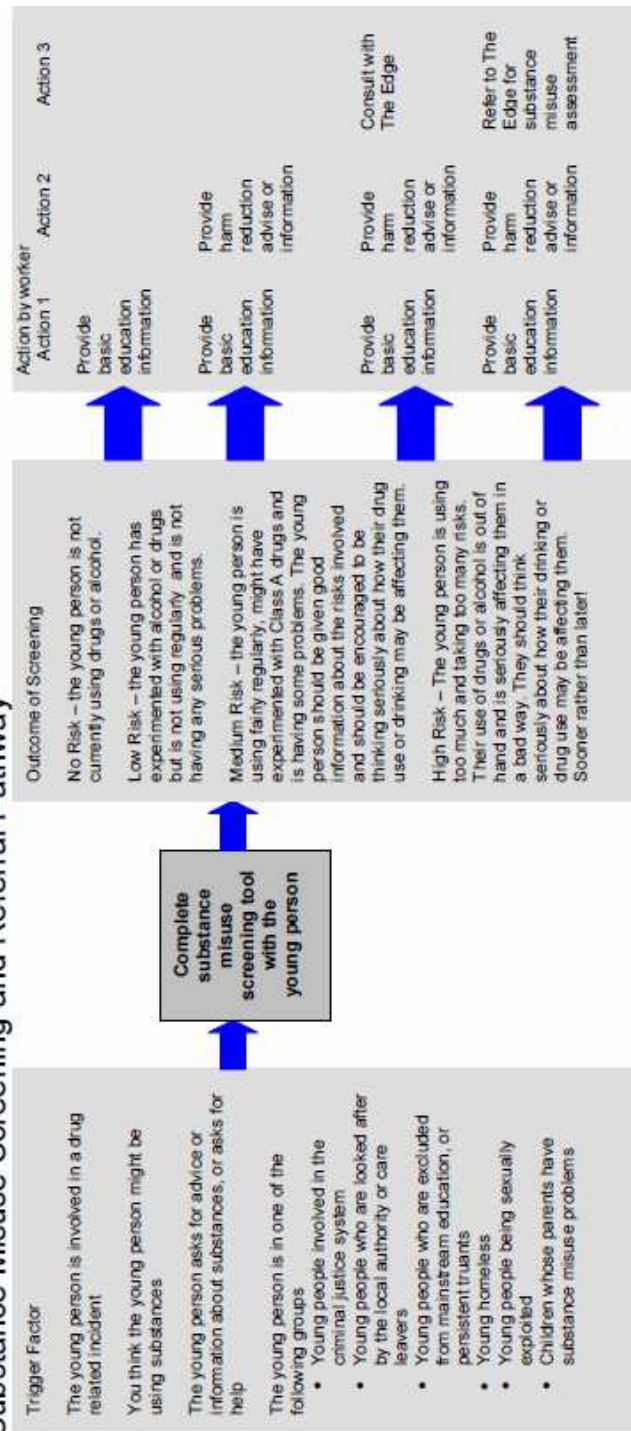 Substance Misuse Screening and Referral Pathway
Trigger Factor
The young person is involved in a drug
related incident
You think the young person might be
using substances
The young person asks for advice or
information about substances, or asks for
help
The young person is in one of the
following groups
• Young people involved in the
criminal justice system
• Young people who are looked after
by the local authority or care
leavers
• Young people who are excluded
from mainstream education, or
persistent truants
• Young homeless
• Young people being sexually
exploited
• Children whose parents have
substance misuse problems
Complete
substance
misuse
screening tool
with the
young person
Outcome of Screening
No Risk – the young person is not
currently using drugs or alcohol.
Low Risk – the young person has
experimented with alcohol or drugs
but is not using regularly and is not
having any serious problems.
Medium Risk – the young person is
using fairly regularly, might have
experimented with Class A drugs and
is having some problems. The young
person should be given good
information about the risks involved
and should be encouraged to be
thinking seriously about how their drug
use or drinking may be affecting them.
High Risk – The young person is using
too much and taking too many risks.
Their use of drugs or alcohol is out of
hand and is seriously affecting them in
a bad way. They should think
seriously about how their drinking or
drug use may be affecting them.
Sooner rather than later!
Action by worker
Action 1
Action 2
Action 3
Provide
basic
education
information
Provide
basic
education
information
Provide
harm
reduction
advise or
information
Provide
basic
education
information
Provide
harm
reduction
advise or
information
Consult with
The Edge
Provide
basic
education
information
Provide
harm
reduction
advise or
information
Refer to The
Edge for
substance
misuse
assessment